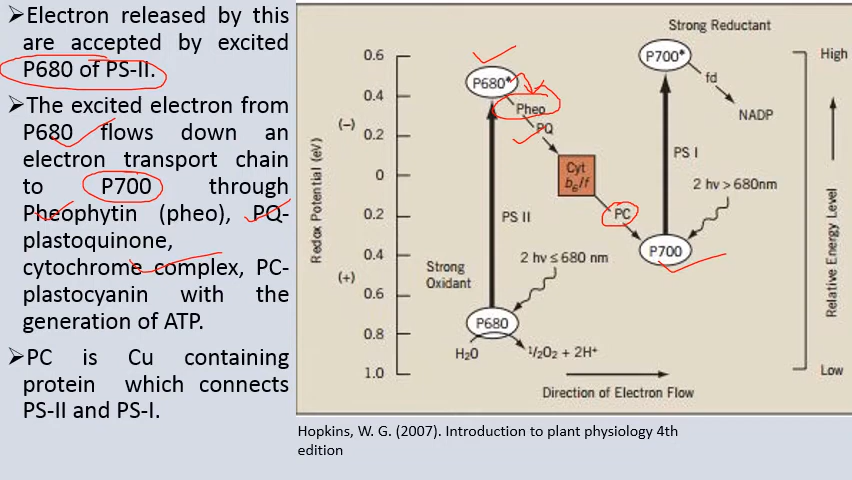 ➢Electron released by this
are accepted by excited
P680 of PS-II.
➢The excited electron from
P680 flows down an
electron transport chain
to P700 through
Pheophytin (pheo), PQ-
plastoquinone,
cytochrome complex, PC-
plastocyanin with the
generation of ATP.
➢PC is Cu containing
protein which connects
PS-II and PS-I.
Strong Reductant
0.6
P700*
High
P680*
fd
0.4
Pheo
NADP
(−)
PQ
0.2
PS I
Cyt
b₆/f
0
2 hv > 680nm
Redox Potential (eV)
Relative Energy Level
0.2
PS II
PC
0.4
P700
2 hv ≤ 680 nm
Strong
Oxidant
(+)
0.6
P680
0.8
H₂O
½O₂ + 2H⁺
1.0
Low
Direction of Electron Flow
Hopkins, W. G. (2007). Introduction to plant physiology 4th
edition